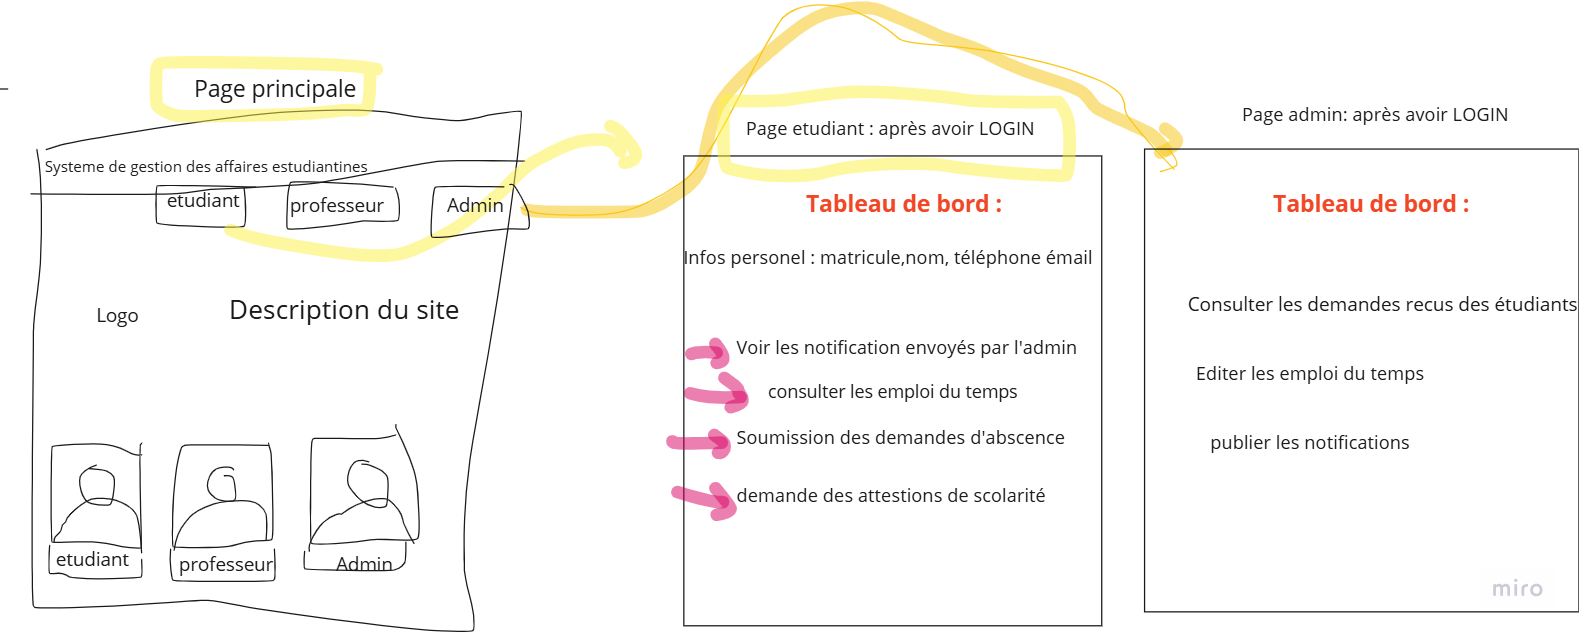 Page principale
Systeme de gestion des affaires estudiantines
etudiant
professeur
Admin
Logo
Description du site
etudiant
professeur
Admin
Page etudiant : après avoir LOGIN
Tableau de bord :
Infos personel : matricule,nom, téléphone émail
Voir les notification envoyés par l'admin
consulter les emploi du temps
Soumission des demandes d'abscence
demande des attestions de scolarité
Page admin: après avoir LOGIN
Tableau de bord :
Consulter les demandes recus des étudiants
Editer les emploi du temps
publier les notifications
miro